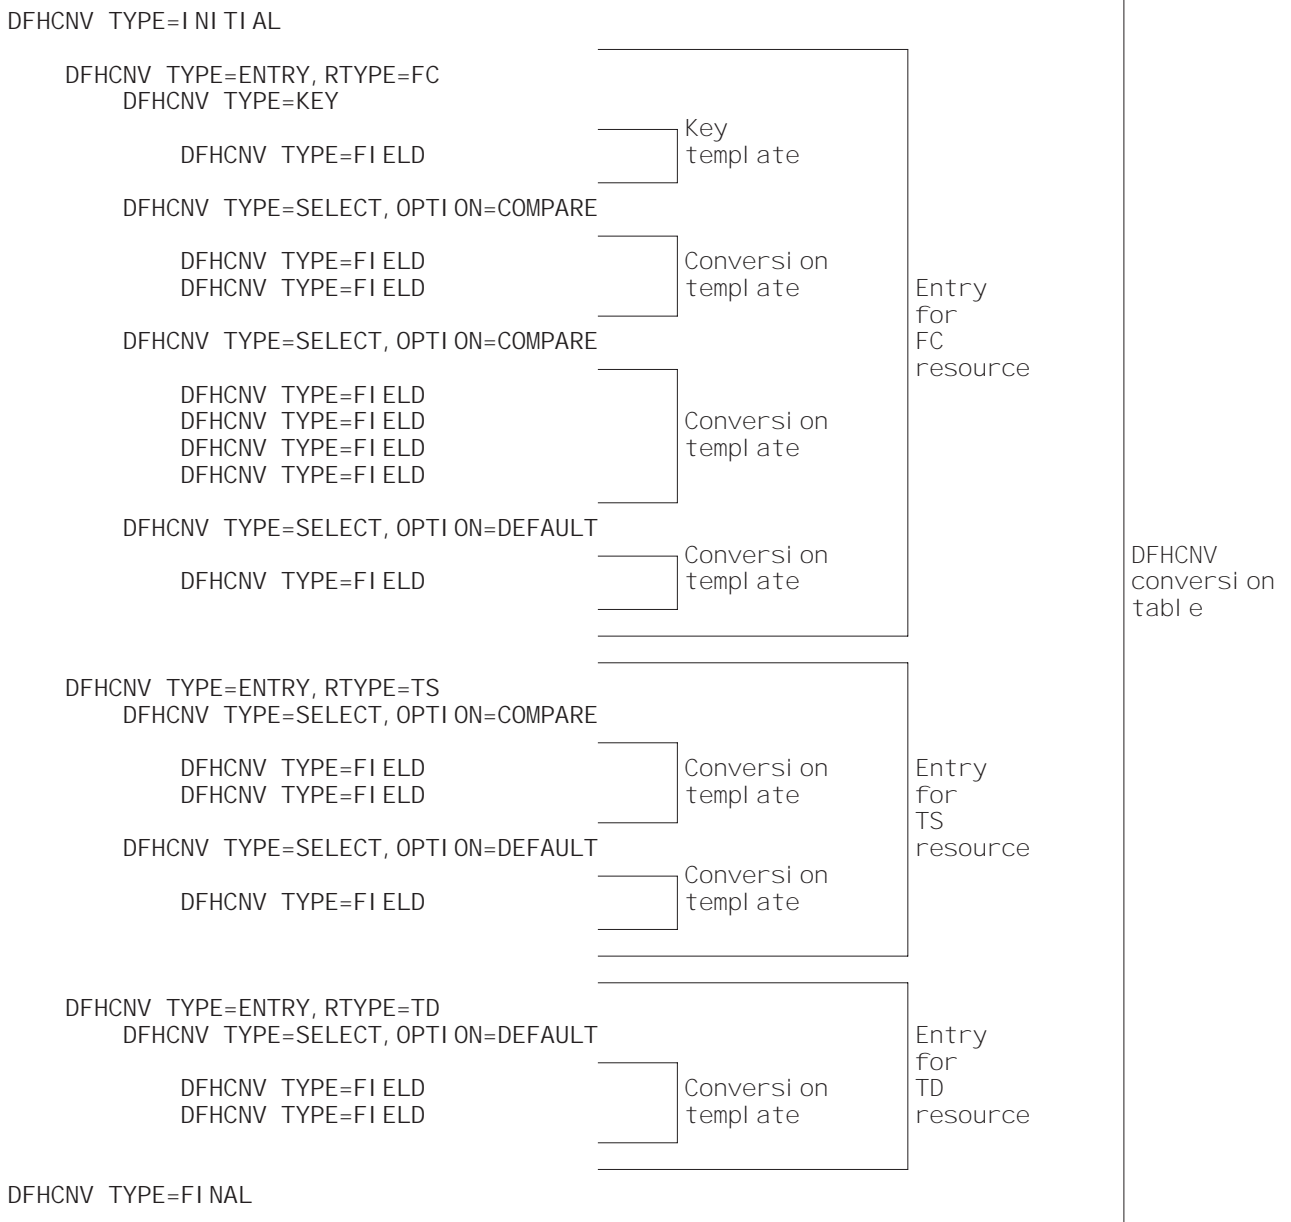 DFHCNV TYPE=INITIAL
DFHCNV TYPE=ENTRY,RTYPE=FC
DFHCNV TYPE=KEY
Key
DFHCNV TYPE=FIELD template
DFHCNV TYPE=SELECT,OPTION=COMPARE
DFHCNV TYPE=FIELD Conversion
DFHCNV TYPE=FIELD template Entry
for
DFHCNV TYPE=SELECT,OPTION=COMPARE FC
resource
DFHCNV TYPE=FIELD
DFHCNV TYPE=FIELD Conversion
DFHCNV TYPE=FIELD template
DFHCNV TYPE=FIELD
DFHCNV TYPE=SELECT,OPTION=DEFAULT
Conversion DFHCNV
DFHCNV TYPE=FIELD template conversion
table
DFHCNV TYPE=ENTRY,RTYPE=TS
DFHCNV TYPE=SELECT,OPTION=COMPARE
DFHCNV TYPE=FIELD Conversion Entry
DFHCNV TYPE=FIELD template for
TS
DFHCNV TYPE=SELECT,OPTION=DEFAULT resource
Conversion
DFHCNV TYPE=FIELD template
DFHCNV TYPE=ENTRY,RTYPE=TD
DFHCNV TYPE=SELECT,OPTION=DEFAULT Entry
for
DFHCNV TYPE=FIELD Conversion TD
DFHCNV TYPE=FIELD template resource
DFHCNV TYPE=FINAL